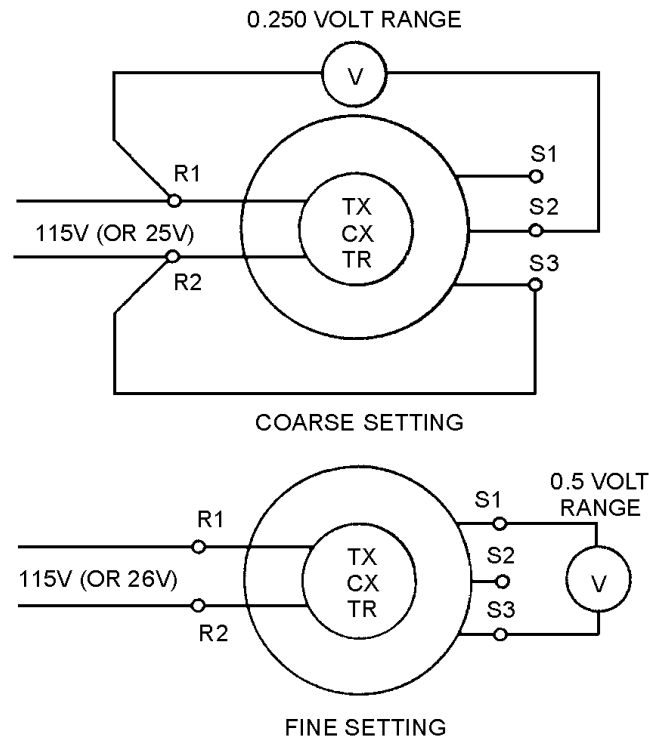 0.250 VOLT RANGE
V
R1
S1
TX
S2
115V (OR 25V)
CX
TR
S3
R2
COARSE SETTING
0.5 VOLT
RANGE
S1
R1
TX
S2
115V (OR 26V)
CX
V
TR
S3
R2
FINE SETTING